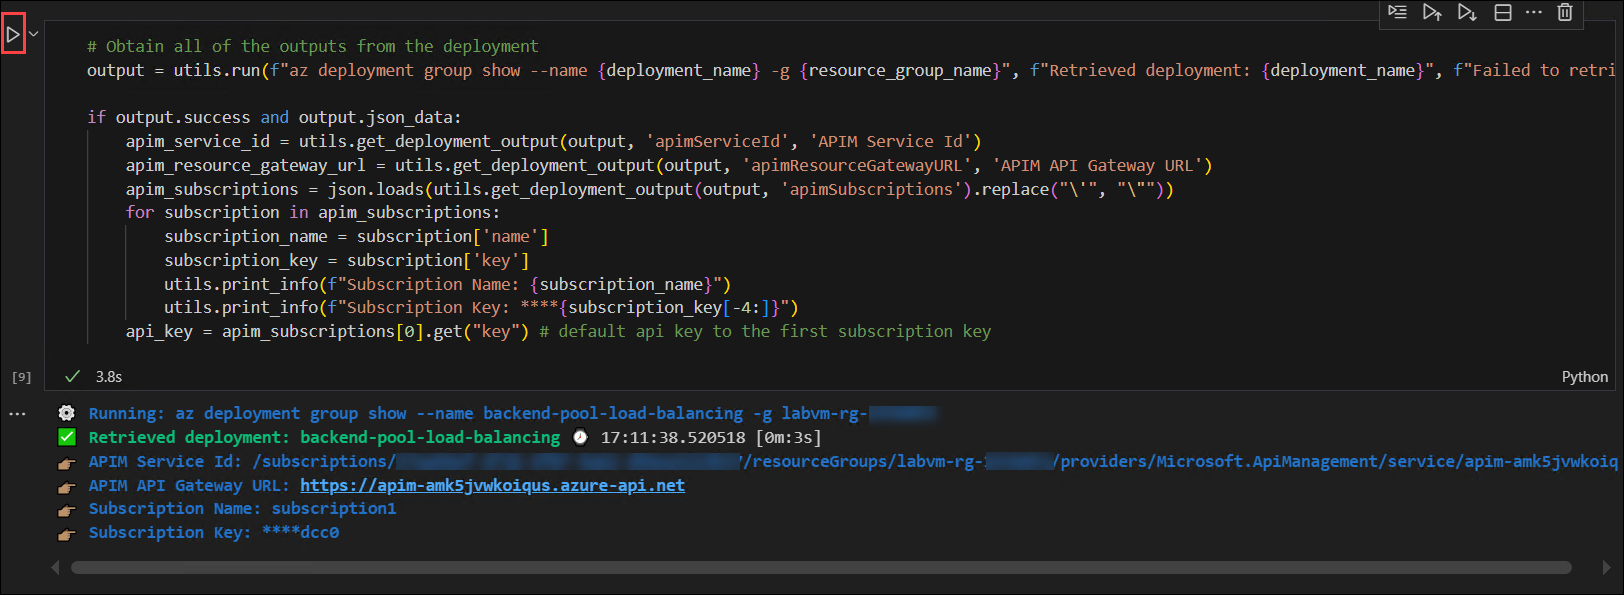 # Obtain all of the outputs from the deployment
output = utils.run(f"az deployment group show --name {deployment_name} -g {resource_group_name}", f"Retrieved deployment: {deployment_name}", f"Failed to retri
if output.success and output.json_data:
apim_service_id = utils.get_deployment_output(output, 'apimServiceId', 'APIM Service Id')
apim_resource_gateway_url = utils.get_deployment_output(output, 'apimResourceGatewayURL', 'APIM API Gateway URL')
apim_subscriptions = json.loads(utils.get_deployment_output(output, 'apimSubscriptions').replace("\'", "\""))
for subscription in apim_subscriptions:
subscription_name = subscription['name']
subscription_key = subscription['key']
utils.print_info(f"Subscription Name: {subscription_name}")
utils.print_info(f"Subscription Key: ****{subscription_key[-4:]}")
api_key = apim_subscriptions[0].get("key") # default api key to the first subscription key
[9] 3.8s Python
Running: az deployment group show --name backend-pool-load-balancing -g labvm-rg-
Retrieved deployment: backend-pool-load-balancing 17:11:38.520518 [0m:3s]
APIM Service Id: /subscriptions/ /resourceGroups/labvm-rg- /providers/Microsoft.ApiManagement/service/apim-amk5jvwkoiq
APIM API Gateway URL: https://apim-amk5jvwkoiqus.azure-api.net
Subscription Name: subscription1
Subscription Key: ****dcc0